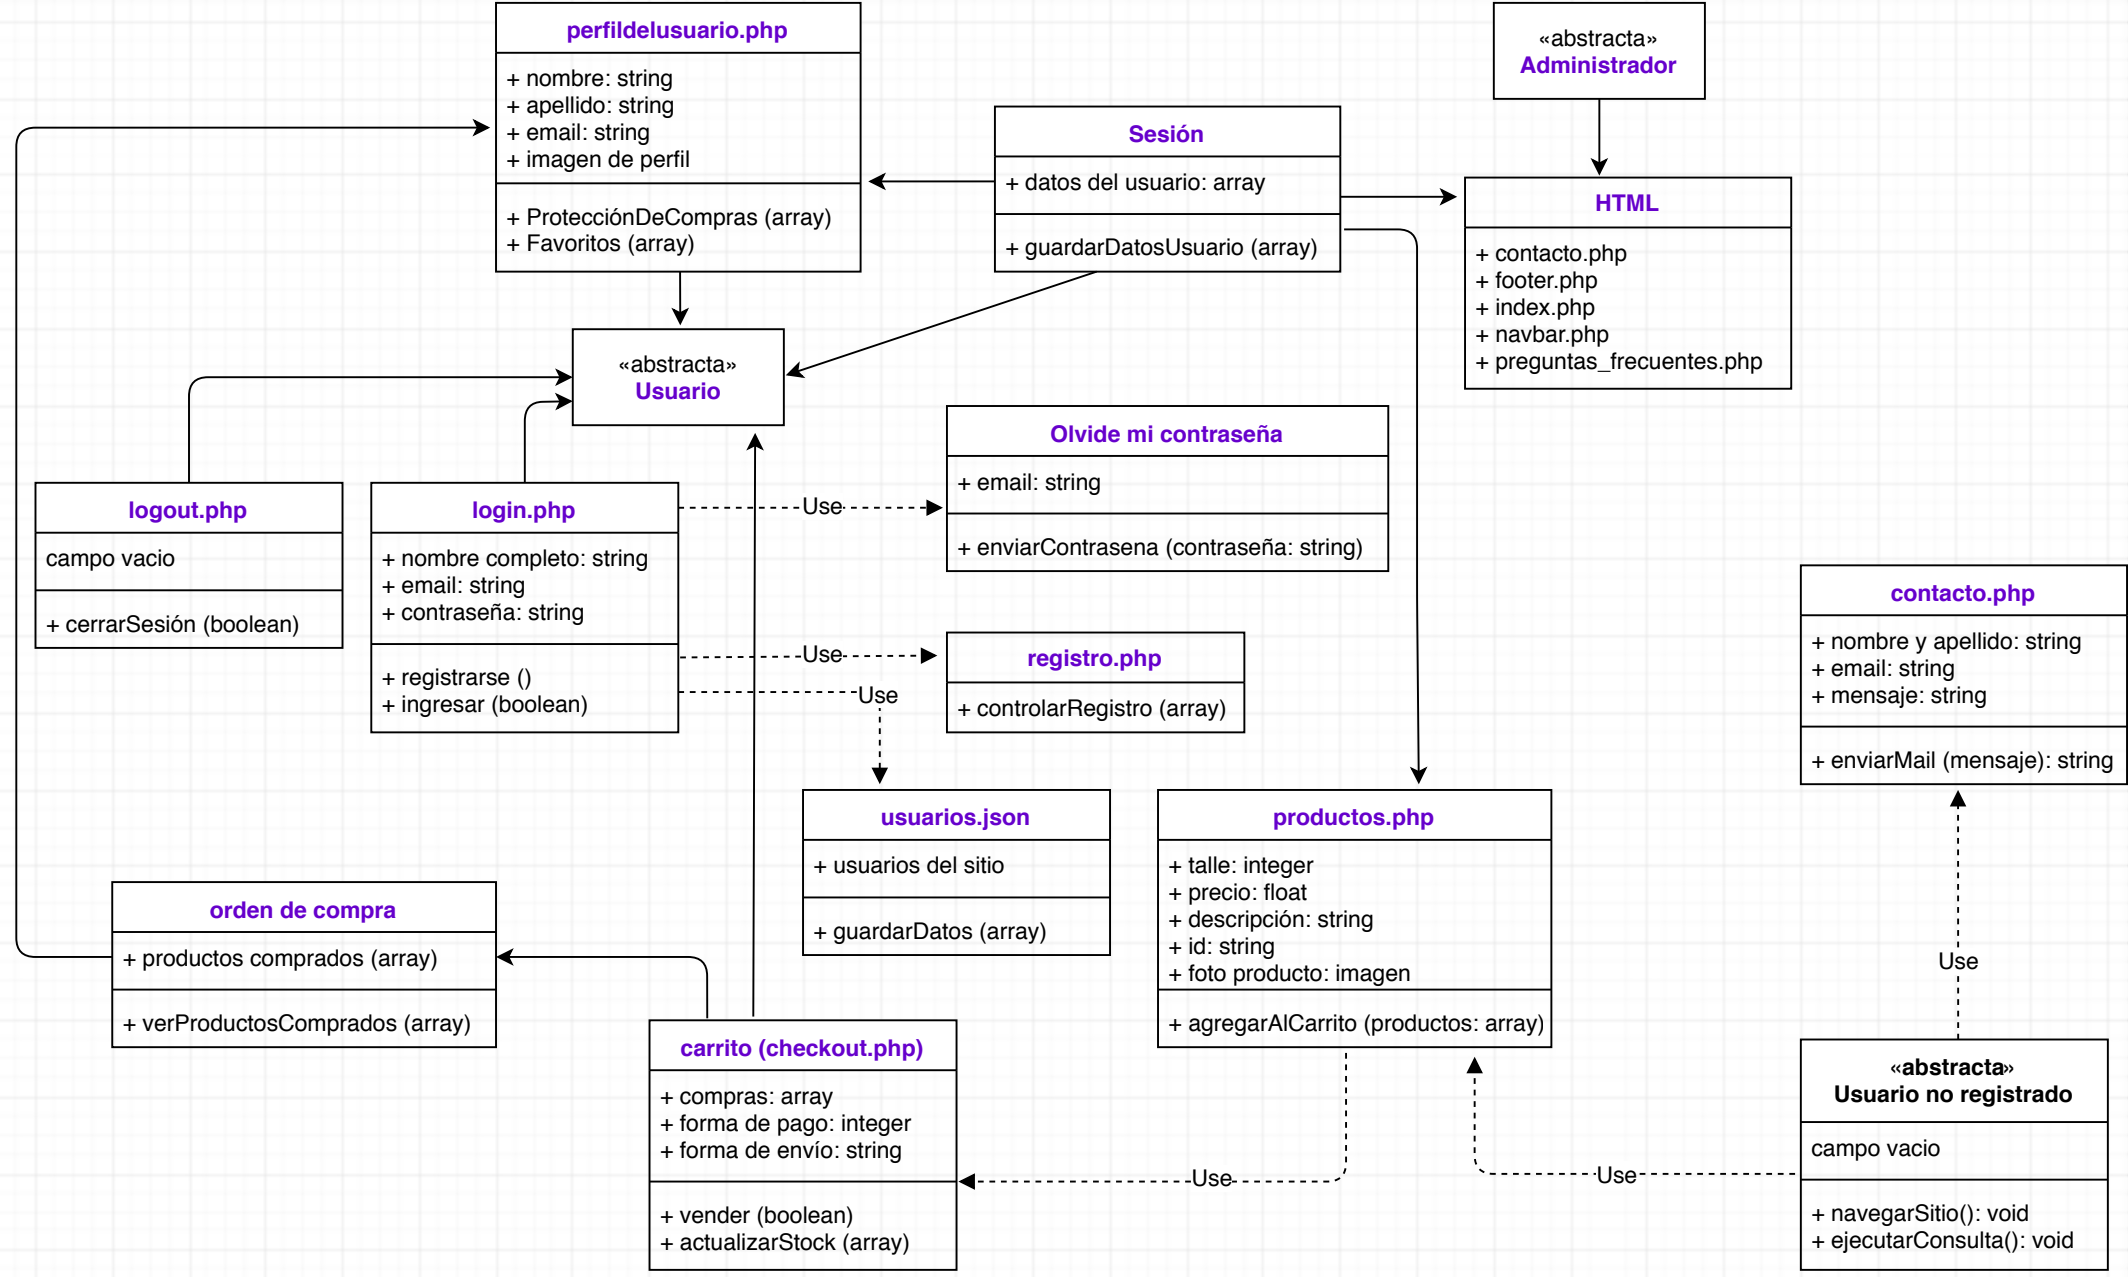 perfildelusuario.php
+ nombre: string
+ apellido: string
+ email: string
+ imagen de perfil
+ ProtecciónDeCompras (array)
+ Favoritos (array)
«abstracta»
Administrador
Sesión
+ datos del usuario: array
+ guardarDatosUsuario (array)
HTML
+ contacto.php
+ footer.php
+ index.php
+ navbar.php
+ preguntas_frecuentes.php
«abstracta»
Usuario
Olvide mi contraseña
+ email: string
+ enviarContrasena (contraseña: string)
logout.php
campo vacio
+ cerrarSesión (boolean)
login.php
+ nombre completo: string
+ email: string
+ contraseña: string
+ registrarse ()
+ ingresar (boolean)
Use
Use
Use
registro.php
+ controlarRegistro (array)
contacto.php
+ nombre y apellido: string
+ email: string
+ mensaje: string
+ enviarMail (mensaje): string
usuarios.json
+ usuarios del sitio
+ guardarDatos (array)
productos.php
+ talle: integer
+ precio: float
+ descripción: string
+ id: string
+ foto producto: imagen
+ agregarAlCarrito (productos: array)
orden de compra
+ productos comprados (array)
+ verProductosComprados (array)
Use
carrito (checkout.php)
+ compras: array
+ forma de pago: integer
+ forma de envío: string
+ vender (boolean)
+ actualizarStock (array)
Use
Use
«abstracta»
Usuario no registrado
campo vacio
+ navegarSitio(): void
+ ejecutarConsulta(): void